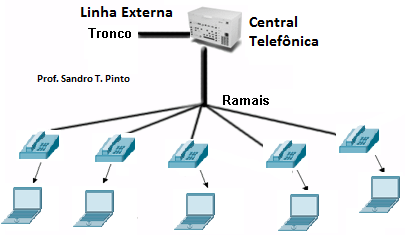 Linha Externa
Tronco
Central
Telefônica
Prof. Sandro T. Pinto
Ramais